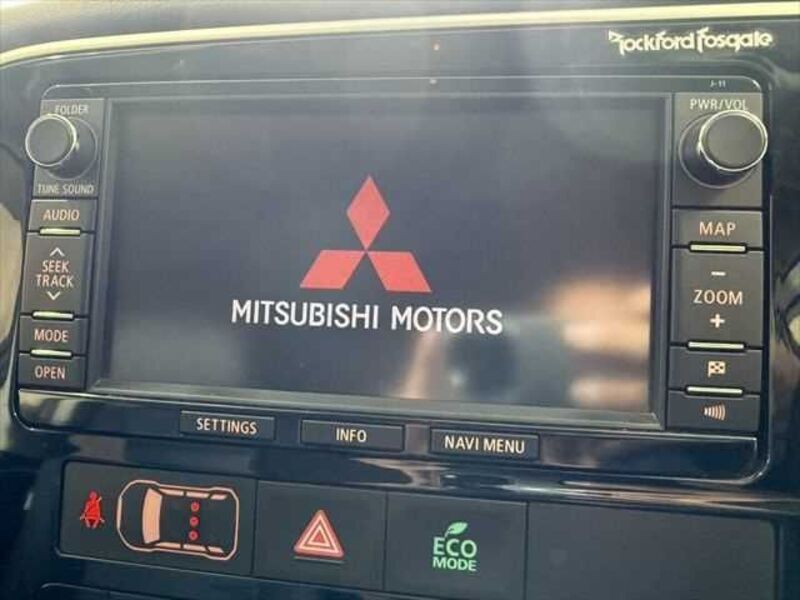 Rockford Fosgate
J-11
FOLDER
PWR/VOL
TUNE SOUND
AUDIO
MAP
SEEK
TRACK
−
ZOOM
+
MITSUBISHI MOTORS
MODE
OPEN
SETTINGS
INFO
NAVI MENU
ECO
MODE